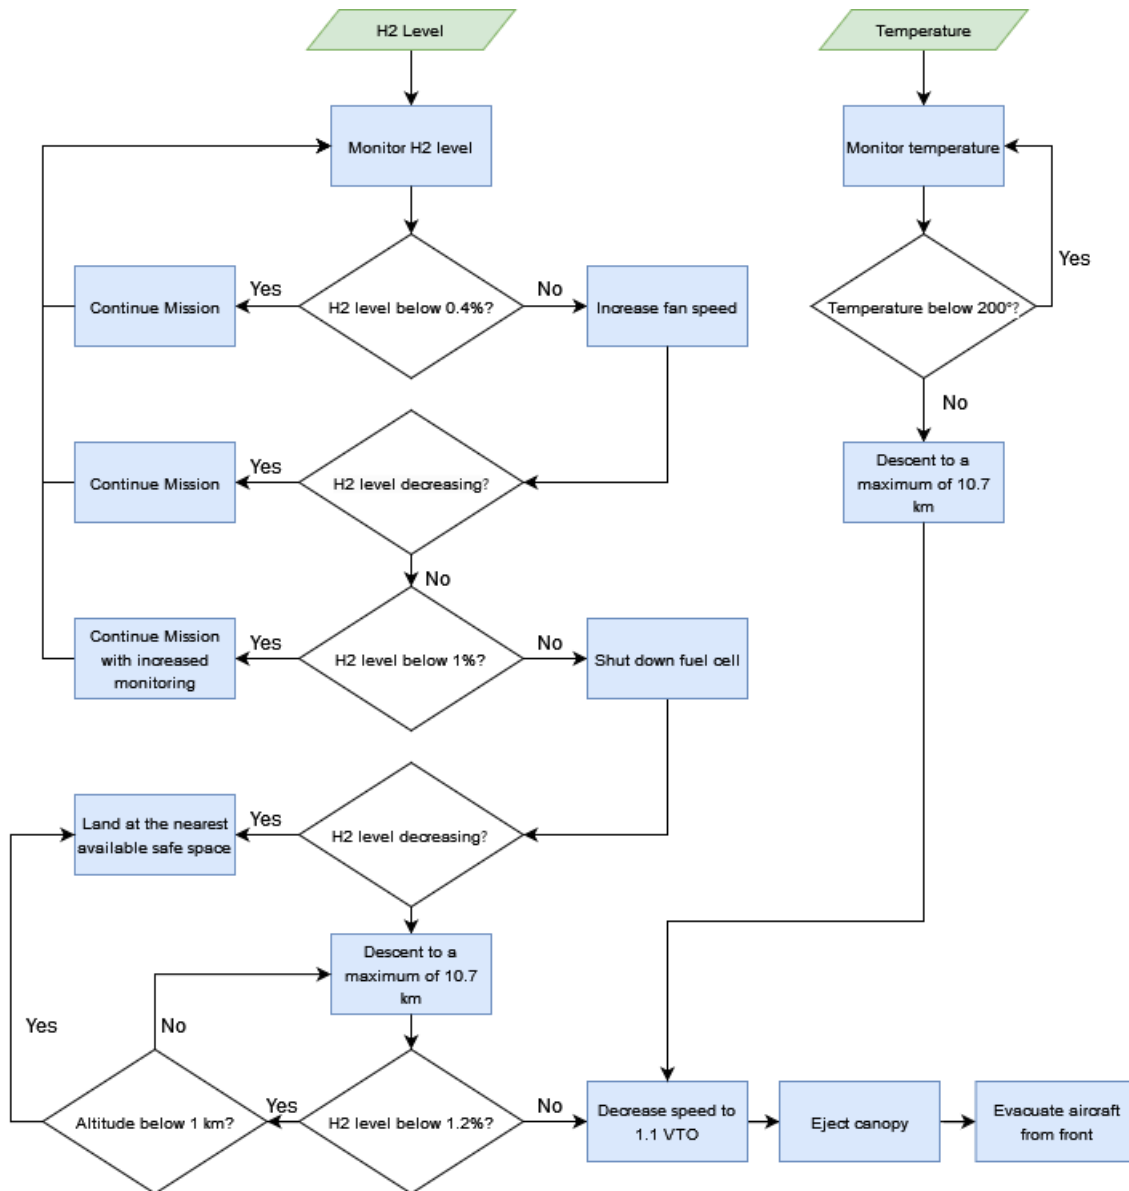 H2 Level
Temperature
Monitor H2 level
Monitor temperature
Yes
Continue Mission
Yes
H2 level below 0.4%?
No
Increase fan speed
Temperature below 200°?
No
Continue Mission
Yes
H2 level decreasing?
Descent to a
maximum of 10.7
km
No
Continue Mission
with increased
monitoring
Yes
H2 level below 1%?
No
Shut down fuel cell
Land at the nearest
available safe space
Yes
H2 level decreasing?
Descent to a
maximum of 10.7
km
Yes
No
Altitude below 1 km?
Yes
H2 level below 1.2%?
No
Decrease speed to
1.1 VTO
Eject canopy
Evacuate aircraft
from front